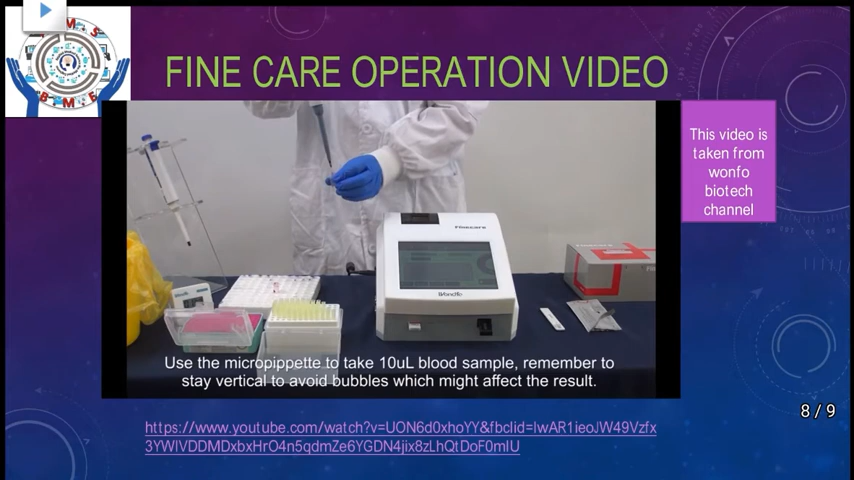 M S
B M E
FINE CARE OPERATION VIDEO
This video is
taken from
wonfo
biotech
channel
Finecare
Wondfo
Use the micropippette to take 10uL blood sample, remember to
stay vertical to avoid bubbles which might affect the result.
8 / 9
https://www.youtube.com/watch?v=UON6d0xhoYY&fbclid=IwAR1ieoJW49Vzfx
3YWIVDDMDxbxHrO4n5qdmZe6YGDN4jix8zLhQtDoF0mIU